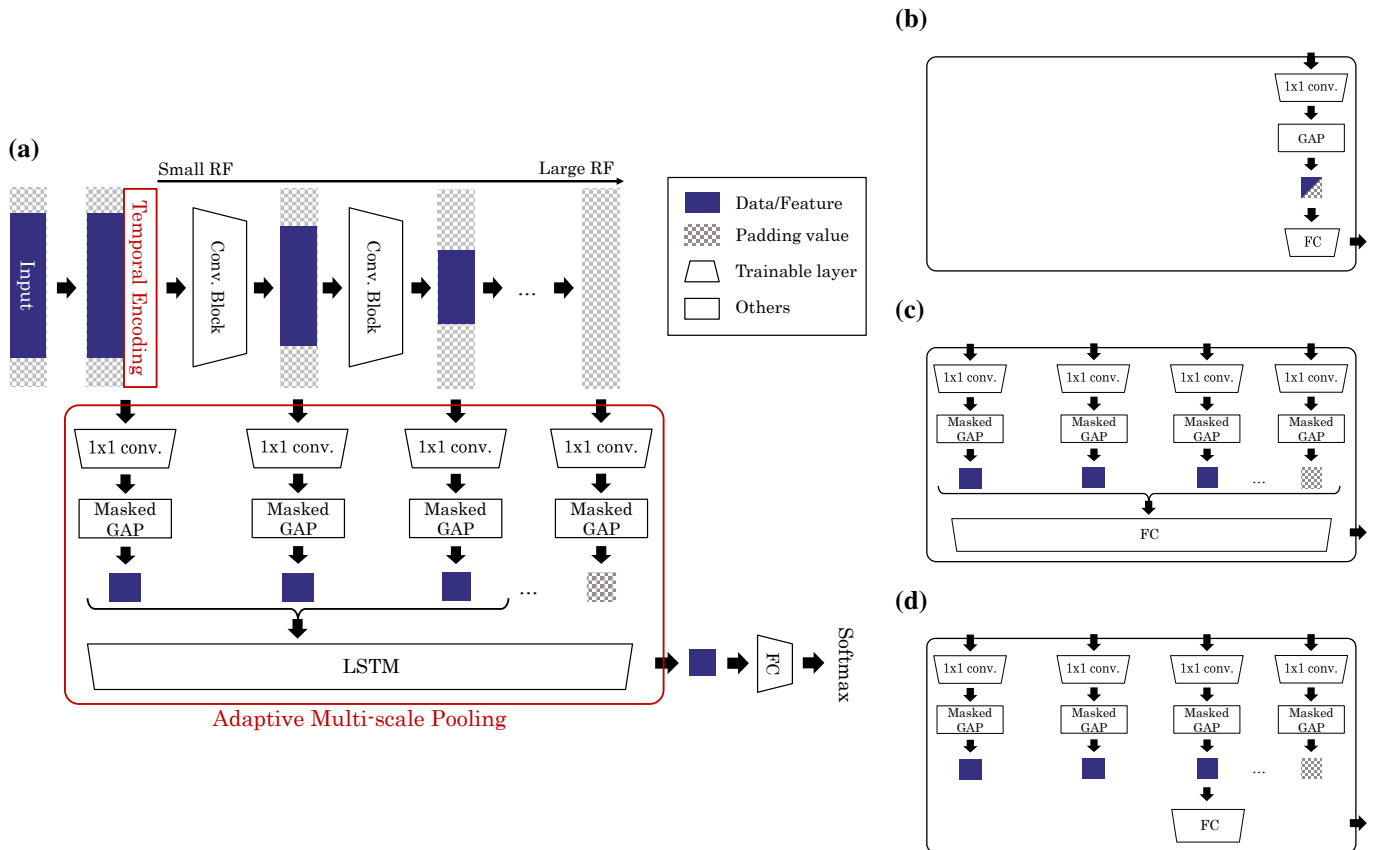 (a)
Small RF
Large RF
Input
Temporal Encoding
Conv. Block
Conv. Block
...
1x1 conv.
1x1 conv.
1x1 conv.
1x1 conv.
Masked
GAP
Masked
GAP
Masked
GAP
Masked
GAP
...
LSTM
FC
Softmax
Adaptive Multi-scale Pooling
Data/Feature
Padding value
Trainable layer
Others
(b)
1x1 conv.
GAP
FC
(c)
1x1 conv.
1x1 conv.
1x1 conv.
1x1 conv.
Masked
GAP
Masked
GAP
Masked
GAP
Masked
GAP
...
FC
(d)
1x1 conv.
1x1 conv.
1x1 conv.
1x1 conv.
Masked
GAP
Masked
GAP
Masked
GAP
Masked
GAP
...
FC